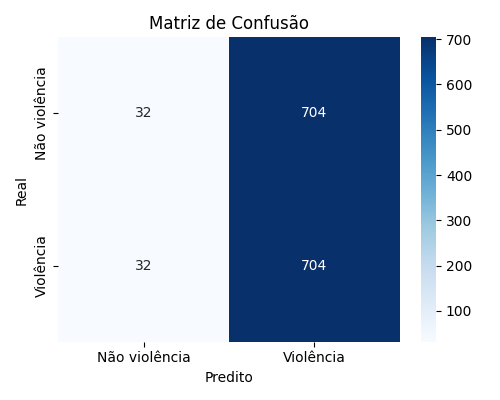 Matriz de Confusão
Real
Não violência
32
704
Violência
32
704
Não violência
Violência
Predito
700
600
500
400
300
200
100